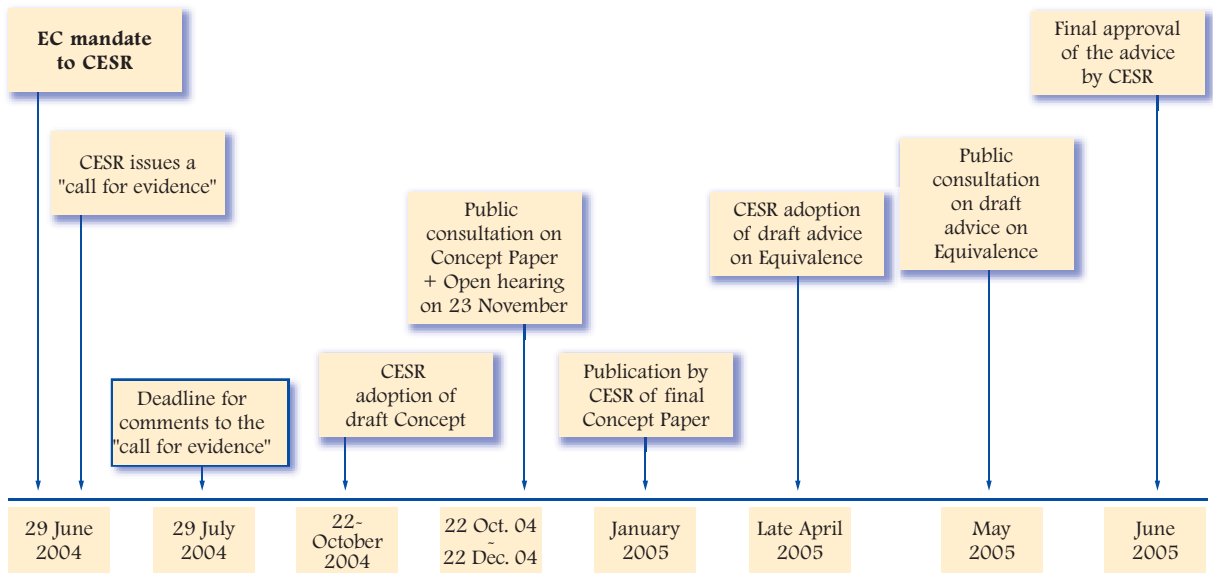 EC mandate
to CESR
CESR issues a
"call for evidence"
Deadline for
comments to the
"call for evidence"
CESR
adoption of
draft Concept
Public
consultation on
Concept Paper
+ Open hearing
on 23 November
Publication by
CESR of final
Concept Paper
CESR adoption
of draft advice
on Equivalence
Public
consultation
on draft
advice on
Equivalence
Final approval
of the advice
by CESR
29 June
2004
29 July
2004
22-
October
2004
22 Oct. 04
-
22 Dec. 04
January
2005
Late April
2005
May
2005
June
2005